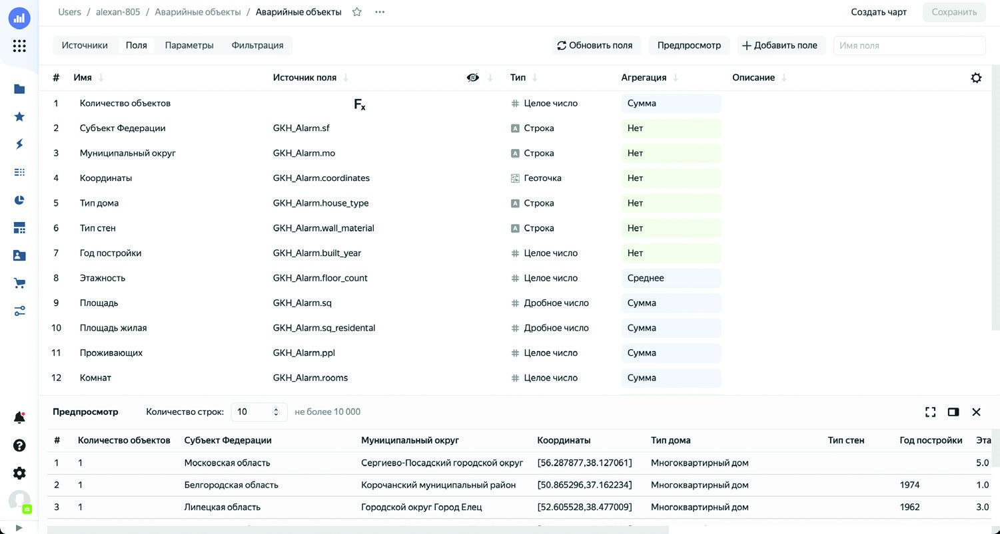 Users / alexan-805 / Аварийные объекты / Аварийные объекты
Создать чарт Сохранить
Источники Поля Параметры Фильтрация
Обновить поля Предпросмотр Добавить поле Имя поля
# Имя Источник поля Тип Агрегация Описание
1 Количество объектов Fx Целое число Сумма
2 Субъект Федерации GKH_Alarm.sf A Строка Нет
3 Муниципальный округ GKH_Alarm.mo A Строка Нет
4 Координаты GKH_Alarm.coordinates Геоточка Нет
5 Тип дома GKH_Alarm.house_type A Строка Нет
6 Тип стен GKH_Alarm.wall_material A Строка Нет
7 Год постройки GKH_Alarm.built_year # Целое число Нет
8 Этажность GKH_Alarm.floor_count # Целое число Среднее
9 Площадь GKH_Alarm.sq # Дробное число Сумма
10 Площадь жилая GKH_Alarm.sq_residental # Дробное число Сумма
11 Проживающих GKH_Alarm.ppl # Целое число Сумма
12 Комнат GKH_Alarm.rooms # Целое число Сумма
Предпросмотр Количество строк: 10 не более 10 000
# Количество объектов Субъект Федерации Муниципальный округ Координаты Тип дома Тип стен Год постройки Эта
1 1 Московская область Сергиево-Посадский городской округ [56.287877,38.127061] Многоквартирный дом 5.0
2 1 Белгородская область Корочанский муниципальный район [50.865296,37.162234] Многоквартирный дом 1974 1.0
3 1 Липецкая область Городской округ Город Елец [52.605528,38.477009] Многоквартирный дом 1962 3.0